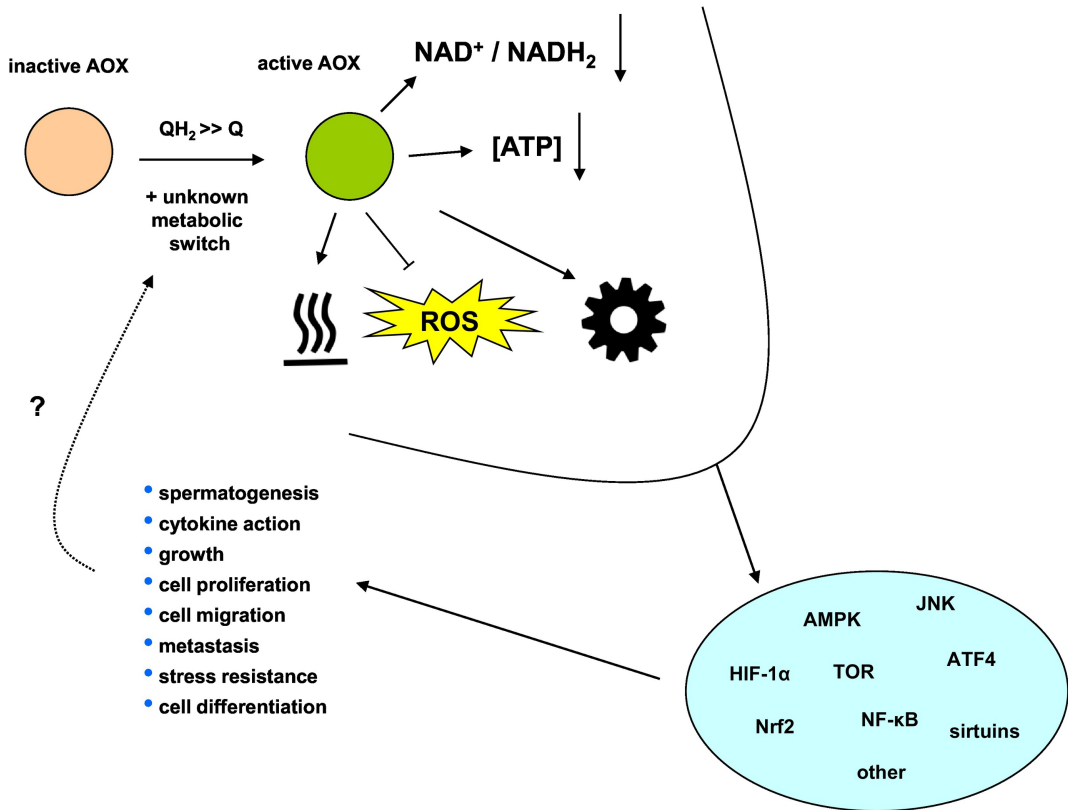 inactive AOX
active AOX
NAD⁺ / NADH₂
QH₂ >> Q
[ATP]
+ unknown
metabolic
switch
ROS
?
• spermatogenesis
• cytokine action
• growth
• cell proliferation
• cell migration
• metastasis
• stress resistance
• cell differentiation
JNK
AMPK
ATF4
HIF-1α
TOR
Nrf2
NF-κB
sirtuins
other